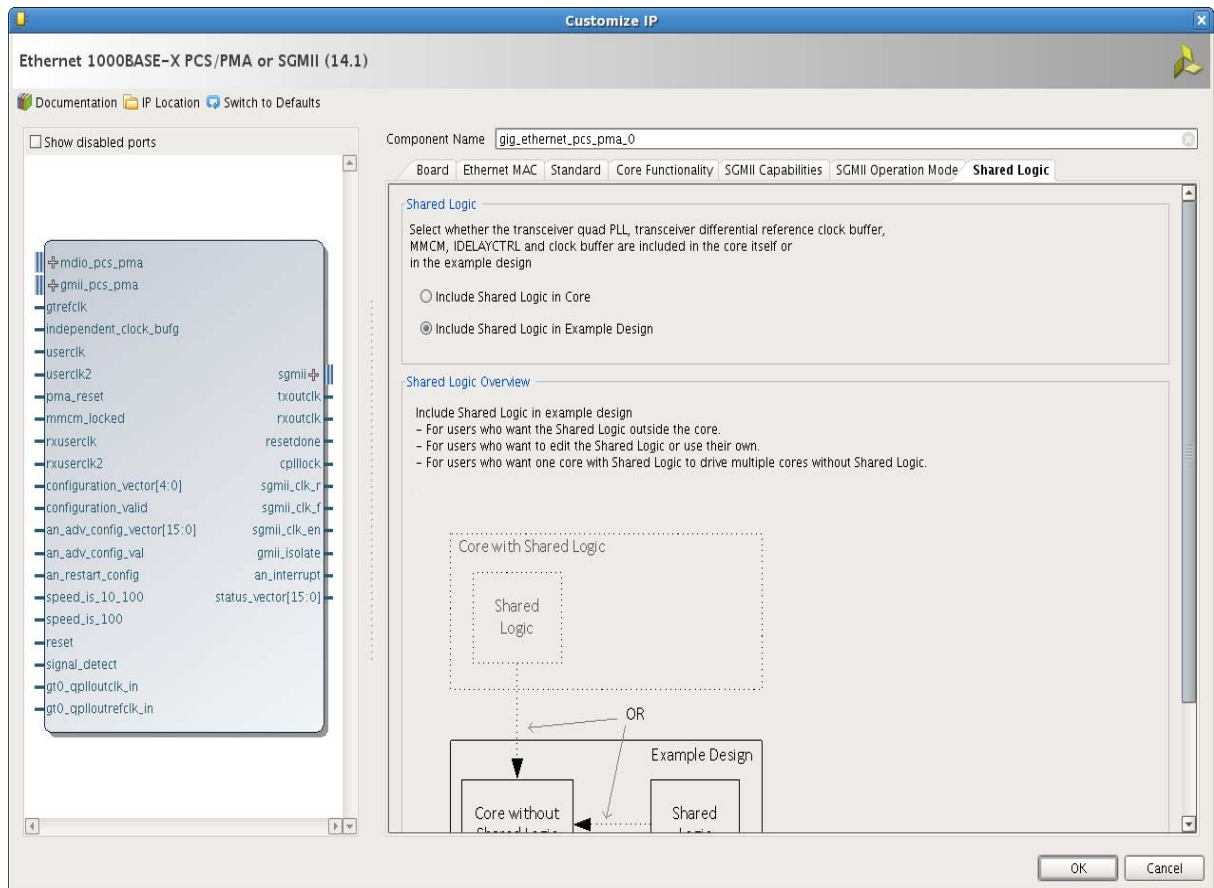 Customize IP
Ethernet 1000BASE-X PCS/PMA or SGMII (14.1)
Documentation IP Location Switch to Defaults
Show disabled ports
mdio_pcs_pma
gmii_pcs_pma
gtrefclk
independent_clock_bufg
userclk
userclk2
pma_reset
mmcm_locked
rxuserclk
rxuserclk2
configuration_vector[4:0]
configuration_valid
an_adv_config_vector[15:0]
an_adv_config_val
an_restart_config
speed_is_10_100
speed_is_100
reset
signal_detect
gt0_qplloutclk_in
gt0_qplloutrefclk_in
sgmii
txoutclk
rxoutclk
resetdone
cplllock
sgmii_clk_r
sgmii_clk_f
sgmii_clk_en
gmii_isolate
an_interrupt
status_vector[15:0]
Component Name gig_ethernet_pcs_pma_0
Board Ethernet MAC Standard Core Functionality SGMII Capabilities SGMII Operation Mode Shared Logic
Shared Logic
Select whether the transceiver quad PLL, transceiver differential reference clock buffer,
MMCM, IDELAYCTRL and clock buffer are included in the core itself or
in the example design
Include Shared Logic in Core
Include Shared Logic in Example Design
Shared Logic Overview
Include Shared Logic in example design
- For users who want the Shared Logic outside the core.
- For users who want to edit the Shared Logic or use their own.
- For users who want one core with Shared Logic to drive multiple cores without Shared Logic.
Core with Shared Logic
Shared
Logic
OR
Example Design
Core without
Shared Logic
Shared
Logic
OK Cancel